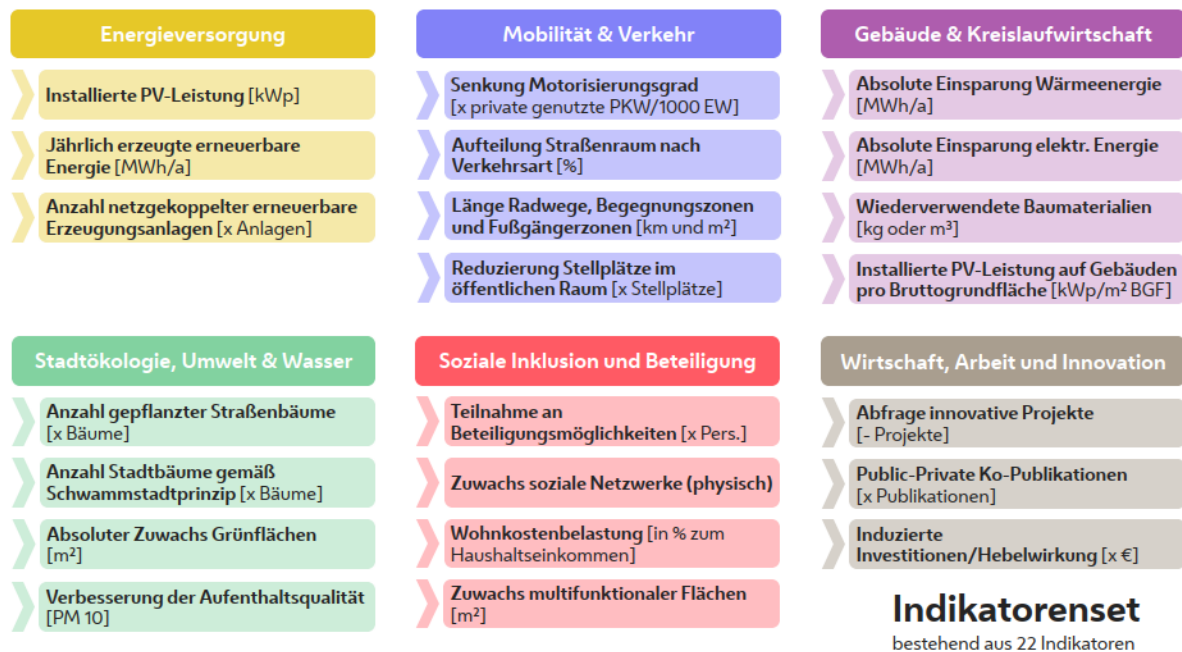 Energieversorgung
Installierte PV-Leistung [kWp]
Jährlich erzeugte erneuerbare
Energie [MWh/a]
Anzahl netzgekoppelter erneuerbare
Erzeugungsanlagen [x Anlagen]
Mobilität & Verkehr
Senkung Motorisierungsgrad
[x private genutzte PKW/1000 EW]
Aufteilung Straßenraum nach
Verkehrsart [%]
Länge Radwege, Begegnungszonen
und Fußgängerzonen [km und m²]
Reduzierung Stellplätze im
öffentlichen Raum [x Stellplätze]
Gebäude & Kreislaufwirtschaft
Absolute Einsparung Wärmeenergie
[MWh/a]
Absolute Einsparung elektr. Energie
[MWh/a]
Wiederverwendete Baumaterialien
[kg oder m³]
Installierte PV-Leistung auf Gebäuden
pro Bruttogrundfläche [kWp/m² BGF]
Stadtökologie, Umwelt & Wasser
Anzahl gepflanzter Straßenbäume
[x Bäume]
Anzahl Stadtbäume gemäß
Schwammstadtprinzip [x Bäume]
Absoluter Zuwachs Grünflächen
[m²]
Verbesserung der Aufenthaltsqualität
[PM 10]
Soziale Inklusion und Beteiligung
Teilnahme an
Beteiligungsmöglichkeiten [x Pers.]
Zuwachs soziale Netzwerke (physisch)
Wohnkostenbelastung [in % zum
Haushaltseinkommen]
Zuwachs multifunktionaler Flächen
[m²]
Wirtschaft, Arbeit und Innovation
Abfrage innovative Projekte
[- Projekte]
Public-Private Ko-Publikationen
[x Publikationen]
Induzierte
Investitionen/Hebelwirkung [x €]
Indikatorenset
bestehend aus 22 Indikatoren